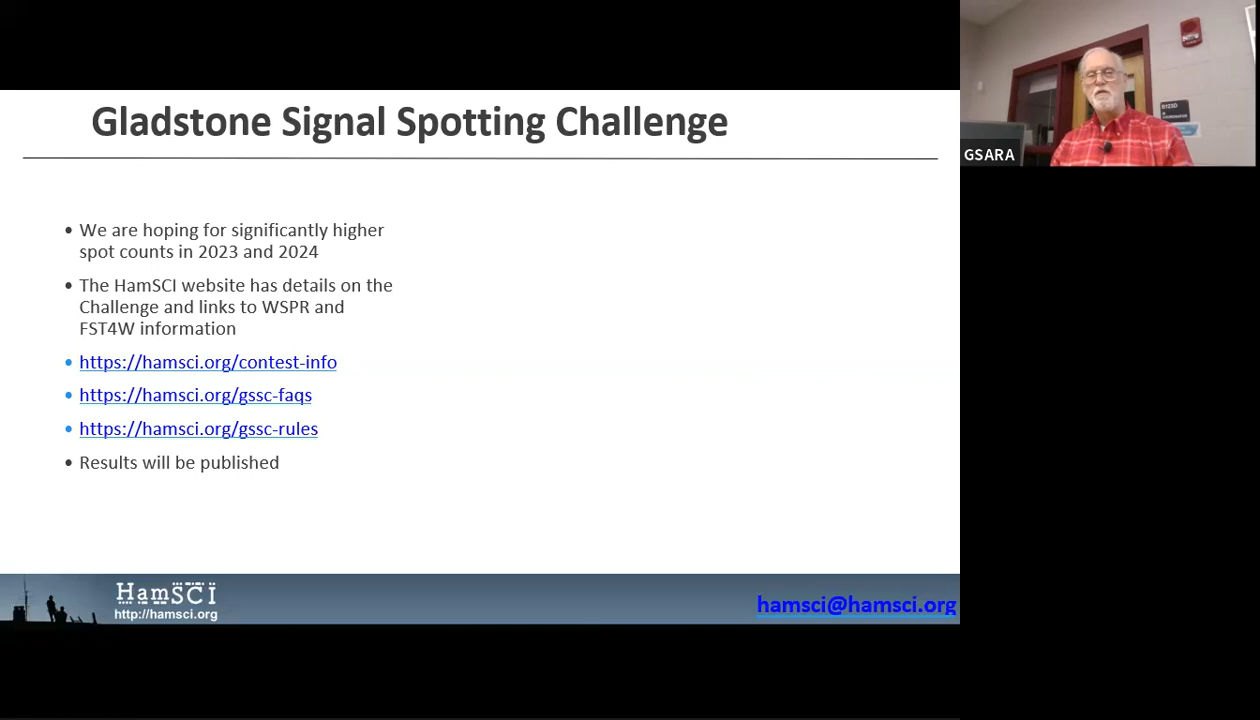 Gladstone Signal Spotting Challenge
• We are hoping for significantly higher
spot counts in 2023 and 2024
• The HamSCI website has details on the
Challenge and links to WSPR and
FST4W information
• https://hamsci.org/contest-info
• https://hamsci.org/gssc-faqs
• https://hamsci.org/gssc-rules
• Results will be published
HamSCI
http://hamsci.org
hamsci@hamsci.org
GSARA